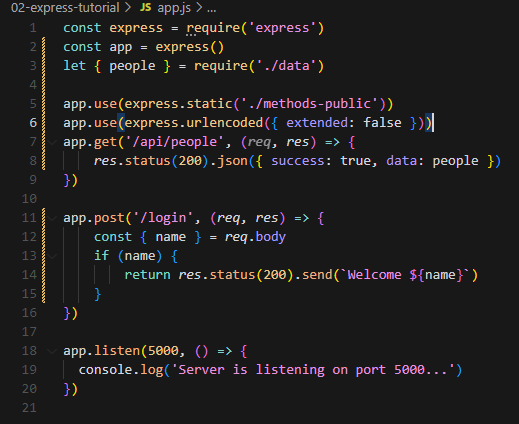 02-express-tutorial > JS app.js > ...
1 const express = require('express')
2 const app = express()
3 let { people } = require('./data')
4
5 app.use(express.static('./methods-public'))
6 app.use(express.urlencoded({ extended: false }))
7 app.get('/api/people', (req, res) => {
8     res.status(200).json({ success: true, data: people })
9 })
10
11 app.post('/login', (req, res) => {
12     const { name } = req.body
13     if (name) {
14         return res.status(200).send(`Welcome ${name}`)
15     }
16 })
17
18 app.listen(5000, () => {
19   console.log('Server is listening on port 5000...')
20 })
21